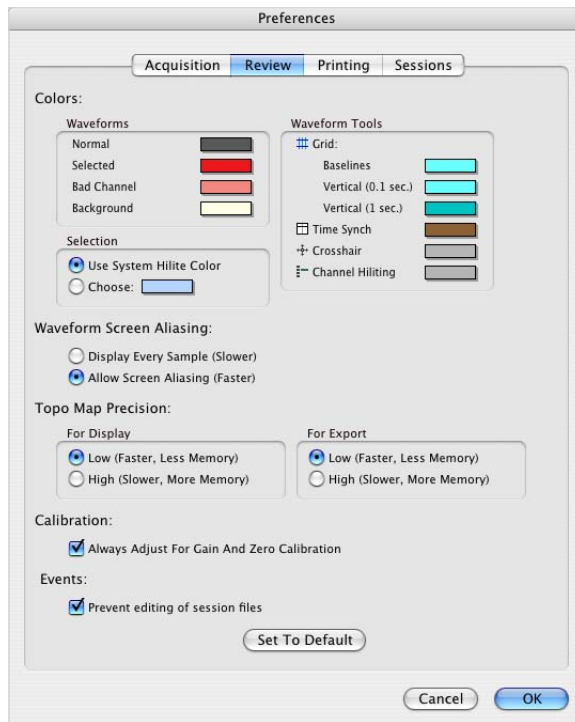 Preferences
Acquisition Review Printing Sessions
Colors:
Waveforms
Normal
Selected
Bad Channel
Background
Selection
Use System Hilite Color
Choose:
Waveform Tools
Grid:
Baselines
Vertical (0.1 sec.)
Vertical (1 sec.)
Time Synch
Crosshair
Channel Hiliting
Waveform Screen Aliasing:
Display Every Sample (Slower)
Allow Screen Aliasing (Faster)
Topo Map Precision:
For Display
Low (Faster, Less Memory)
High (Slower, More Memory)
For Export
Low (Faster, Less Memory)
High (Slower, More Memory)
Calibration:
Always Adjust For Gain And Zero Calibration
Events:
Prevent editing of session files
Set To Default
Cancel OK